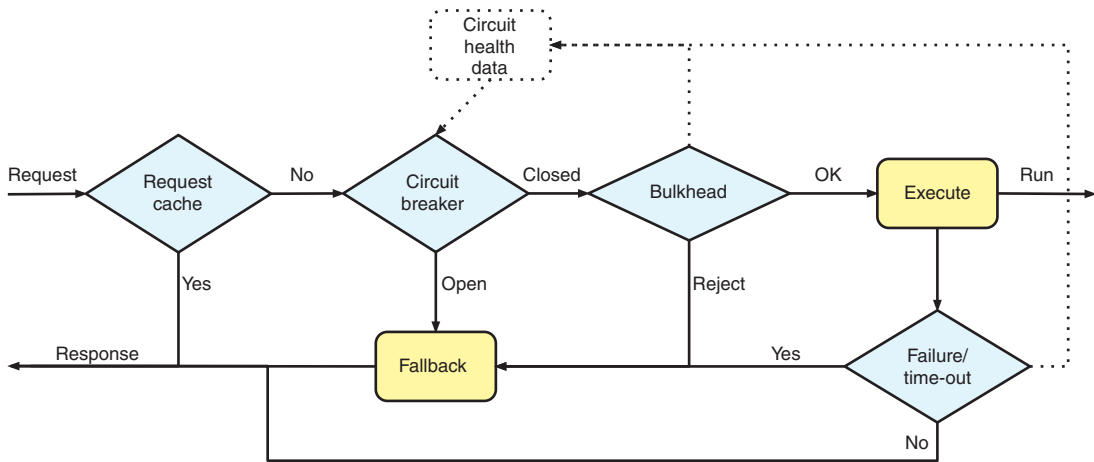 Circuit
health
data
Request
Request
cache
No
Circuit
breaker
Closed
Bulkhead
OK
Execute
Run
Yes
Open
Reject
Response
Fallback
Yes
Failure/
time-out
No